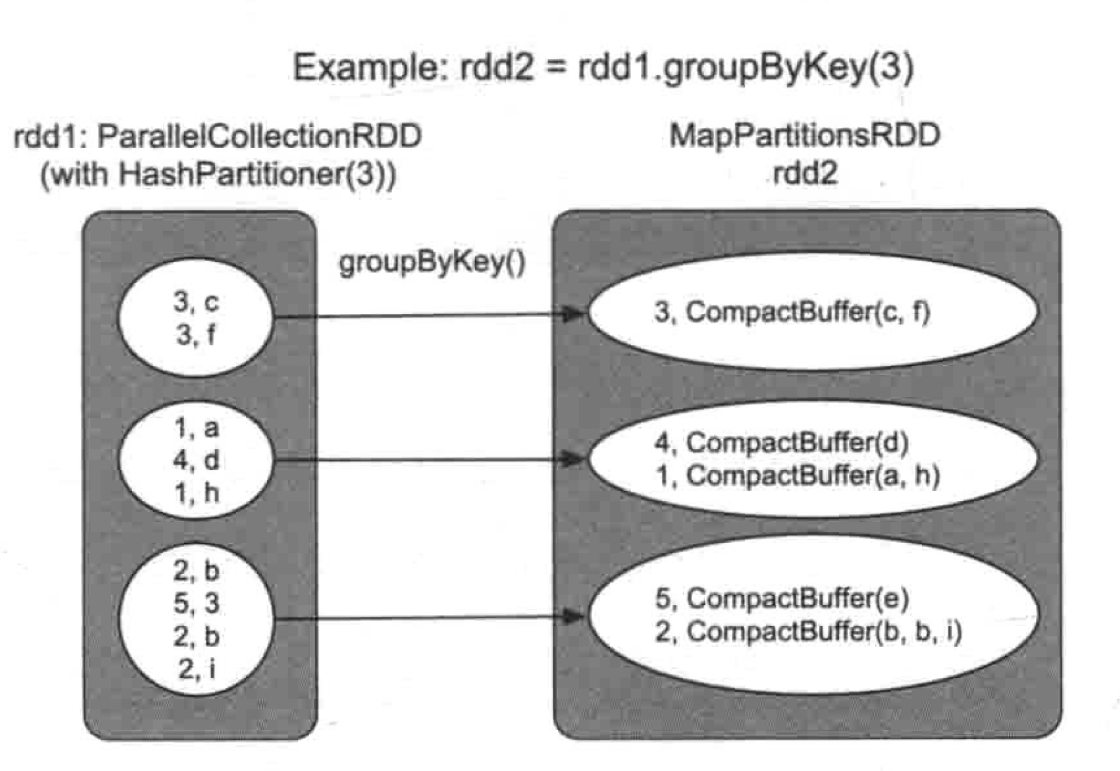 Example: rdd2 = rdd1.groupByKey(3)
rdd1: ParallelCollectionRDD
(with HashPartitioner(3))
MapPartitionsRDD
rdd2
groupByKey()
3, c
3, f
3, CompactBuffer(c, f)
1, a
4, d
1, h
4, CompactBuffer(d)
1, CompactBuffer(a, h)
2, b
5, 3
2, b
2, i
5, CompactBuffer(e)
2, CompactBuffer(b, b, i)